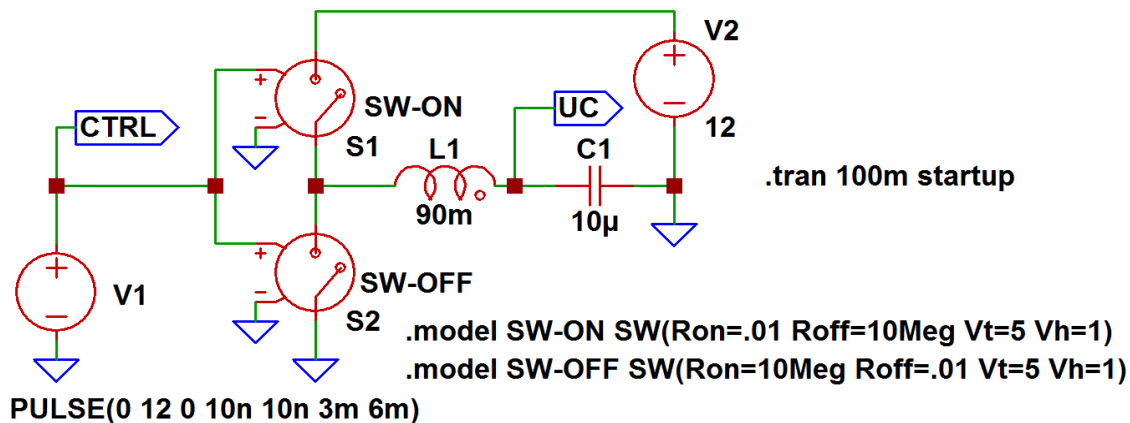 V2
CTRL
+
−
SW-ON
S1
UC
+
−
12
L1
C1
.tran 100m startup
90m
10µ
+
−
V1
+
−
SW-OFF
S2
.model SW-ON SW(Ron=.01 Roff=10Meg Vt=5 Vh=1)
.model SW-OFF SW(Ron=10Meg Roff=.01 Vt=5 Vh=1)
PULSE(0 12 0 10n 10n 3m 6m)